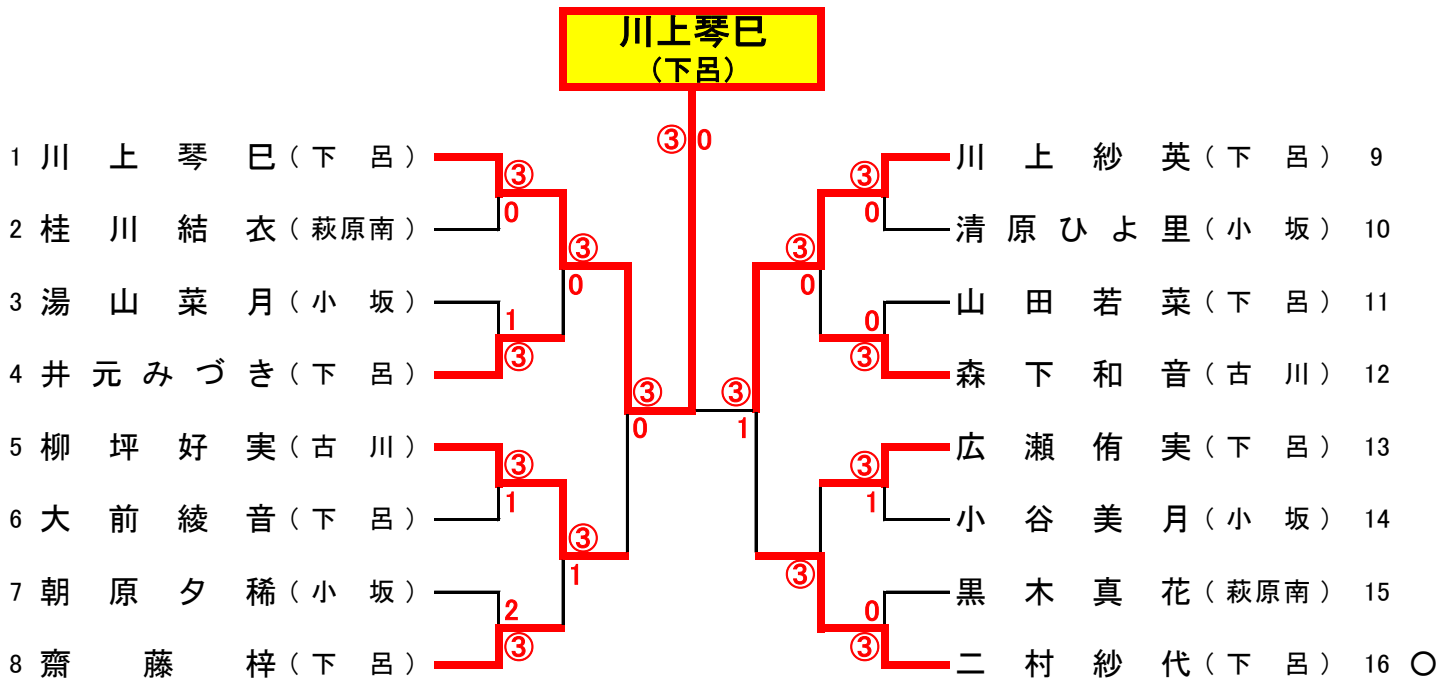 川上琴巳
(下呂)
③ 0
1 川上琴巳(下呂)
③
0
2 桂川結衣(萩原南)
③
0
3 湯山菜月(小坂)
1
③
4 井元みづき(下呂)
③
0
5 柳坪好実(古川)
③
1
6 大前綾音(下呂)
③
1
7 朝原夕稀(小坂)
2
③
8 齋藤梓(下呂)
川上紗英(下呂) 9
③
0
清原ひよ里(小坂) 10
③
0
山田若菜(下呂) 11
0
③
森下和音(古川) 12
③
1
広瀬侑実(下呂) 13
③
1
小谷美月(小坂) 14
③
黒木真花(萩原南) 15
0
③
二村紗代(下呂) 16 〇